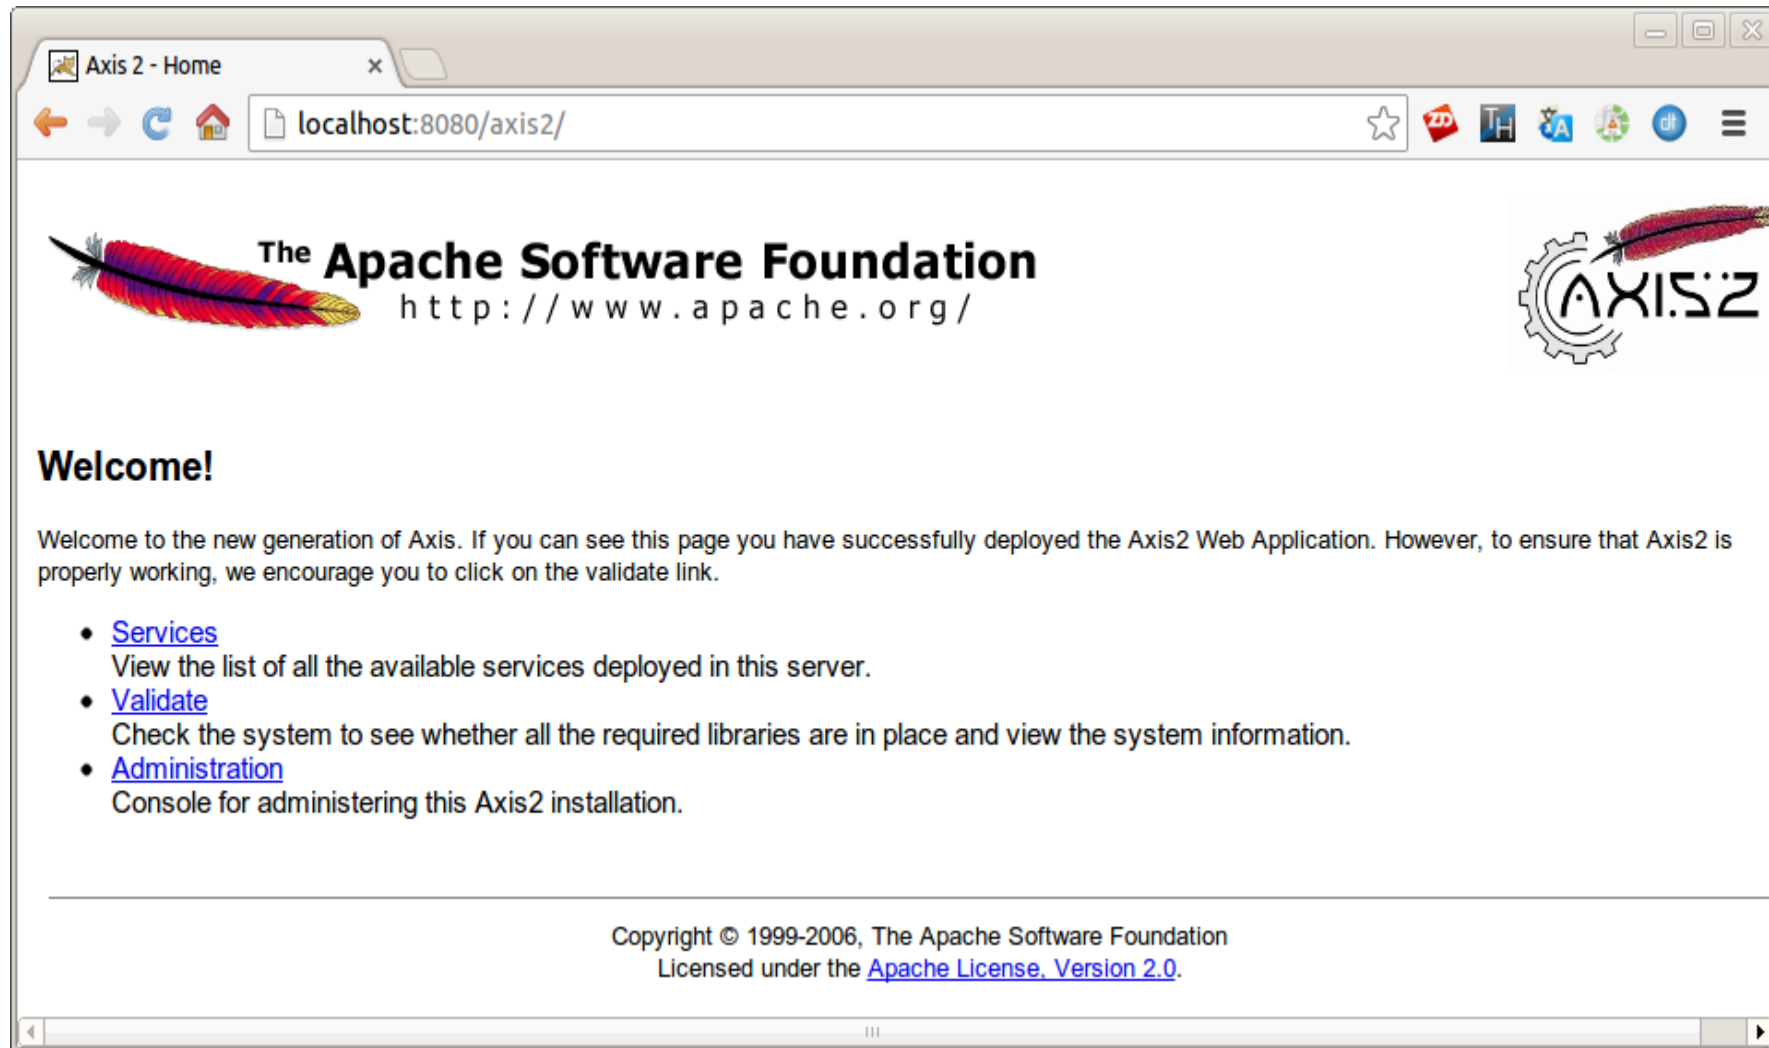 Axis 2 - Home
localhost:8080/axis2/
ZD
TH
A
dt
The Apache Software Foundation
http://www.apache.org/
AXIS2
Welcome!
Welcome to the new generation of Axis. If you can see this page you have successfully deployed the Axis2 Web Application. However, to ensure that Axis2 is
properly working, we encourage you to click on the validate link.
Services
View the list of all the available services deployed in this server.
Validate
Check the system to see whether all the required libraries are in place and view the system information.
Administration
Console for administering this Axis2 installation.
Copyright © 1999-2006, The Apache Software Foundation
Licensed under the Apache License, Version 2.0.